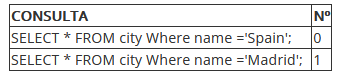 CONSULTA Nº
SELECT * FROM city Where name ='Spain'; 0
SELECT * FROM city Where name ='Madrid'; 1